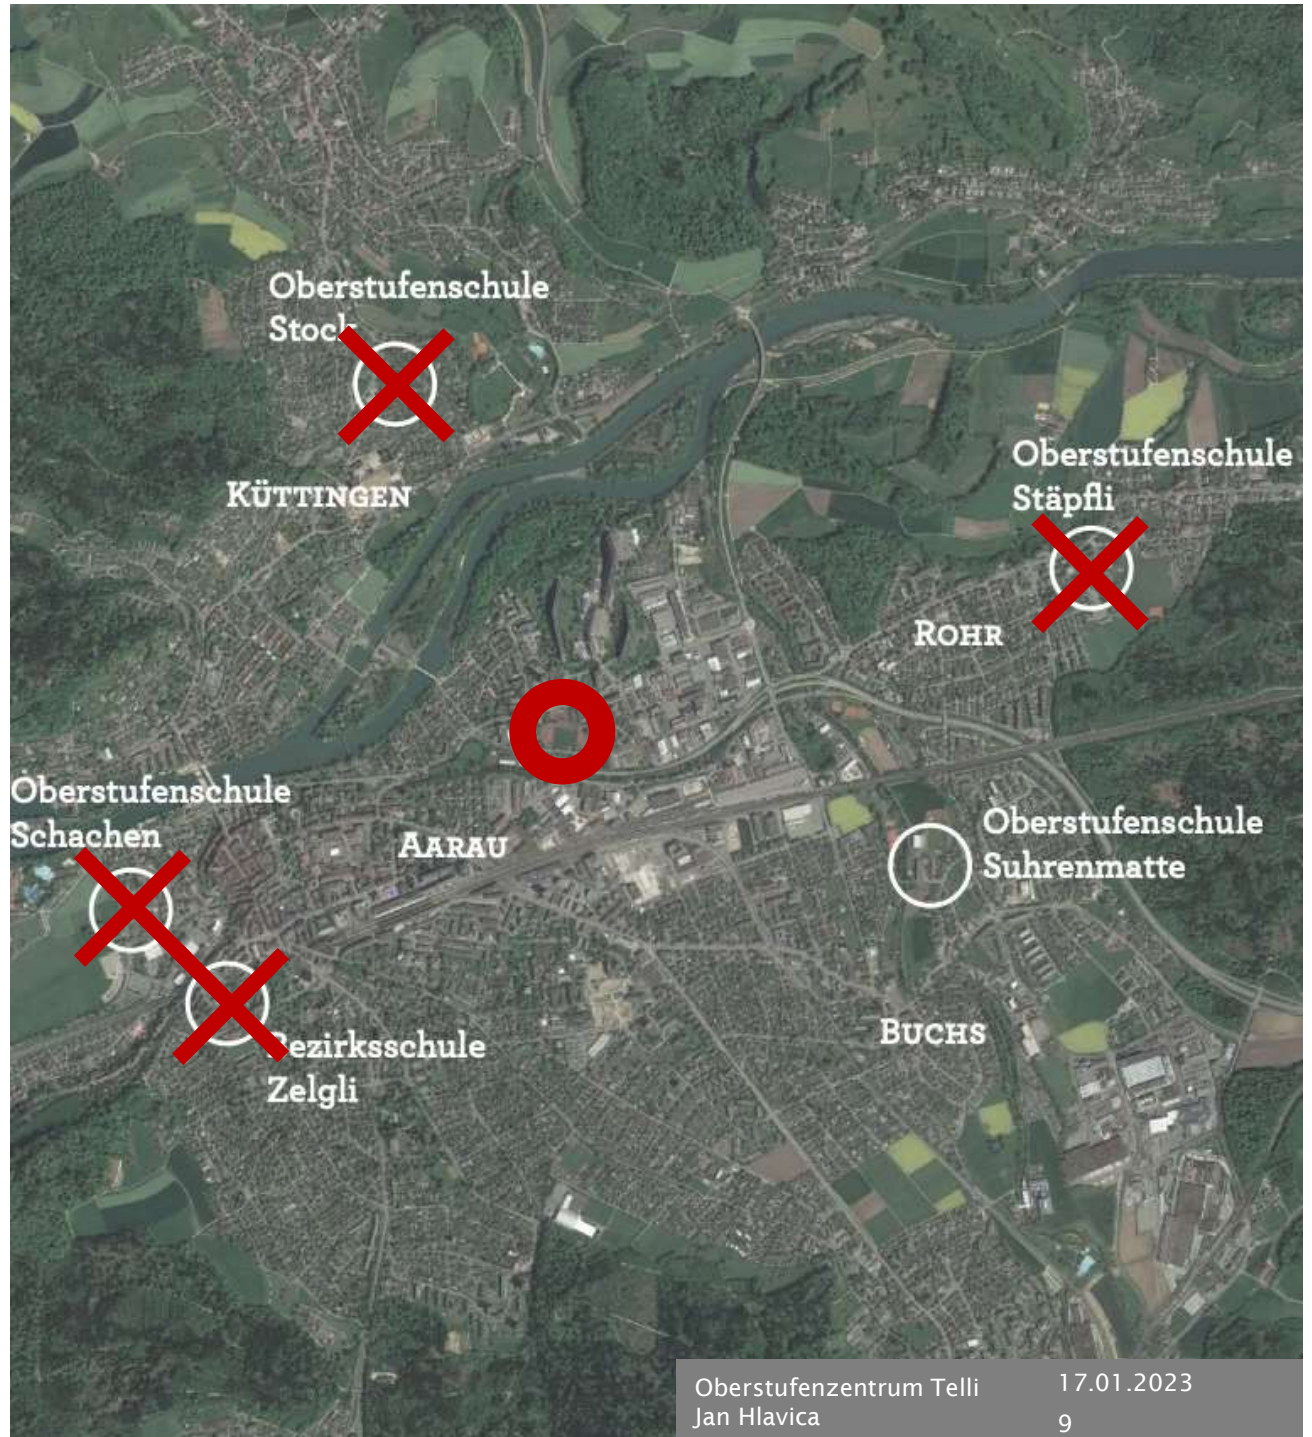 Oberstufenschule
Stock
KÜTTINGEN
Oberstufenschule
Stäpfli
ROHR
Oberstufenschule
Schachen
AARAU
Oberstufenschule
Suhrenmatte
BUCHS
Bezirksschule
Zelgli
Oberstufenzentrum Telli
Jan Hlavica
17.01.2023
9